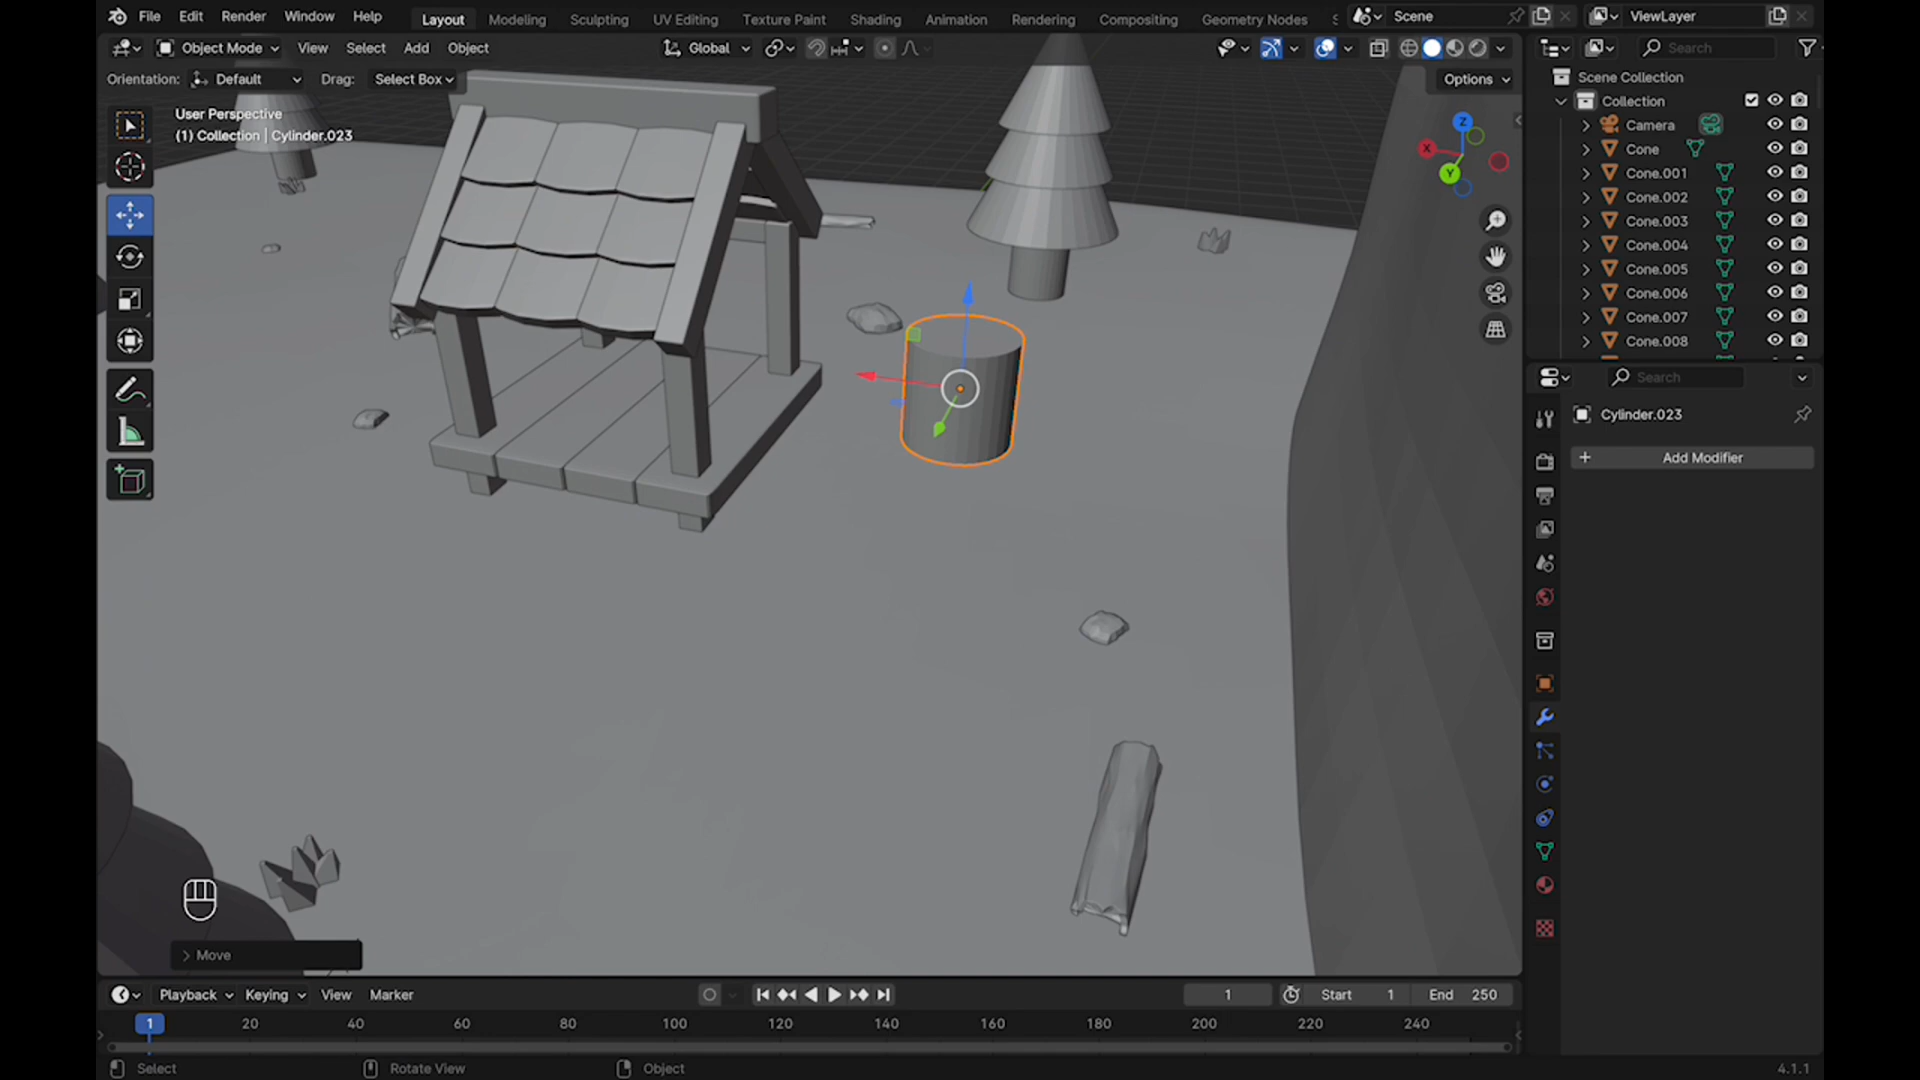 File Edit Render Window Help Layout Modeling Sculpting UV Editing Texture Paint Shading Animation Rendering Compositing Geometry Nodes Scene ViewLayer
Object Mode View Select Add Object Global Search
Orientation: Default Drag: Select Box Options
User Perspective
(1) Collection | Cylinder.023
Z
X
Y
Scene Collection
Collection
Camera
Cone
Cone.001
Cone.002
Cone.003
Cone.004
Cone.005
Cone.006
Cone.007
Cone.008
Search
Cylinder.023
+ Add Modifier
> Move
Playback Keying View Marker 1 Start 1 End 250
1 20 40 60 80 100 120 140 160 180 200 220 240
Select Rotate View Object 4.1.1